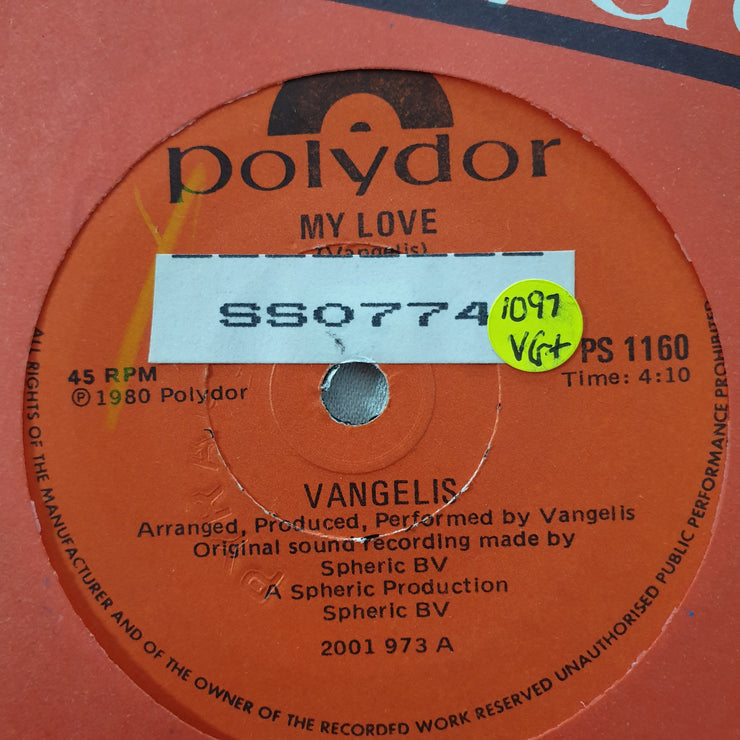 polydor
MY LOVE
(Vangelis)
SS0774
1097
VG+
PS 1160
45 RPM
Time: 4:10
℗ 1980 Polydor
VANGELIS
Arranged, Produced, Performed by Vangelis
Original sound recording made by
Spheric BV
A Spheric Production
Spheric BV
2001 973 A
ALL RIGHTS OF THE MANUFACTURER AND OF THE OWNER OF THE RECORDED WORK RESERVED UNAUTHORISED PUBLIC PERFORMANCE PROHIBITED